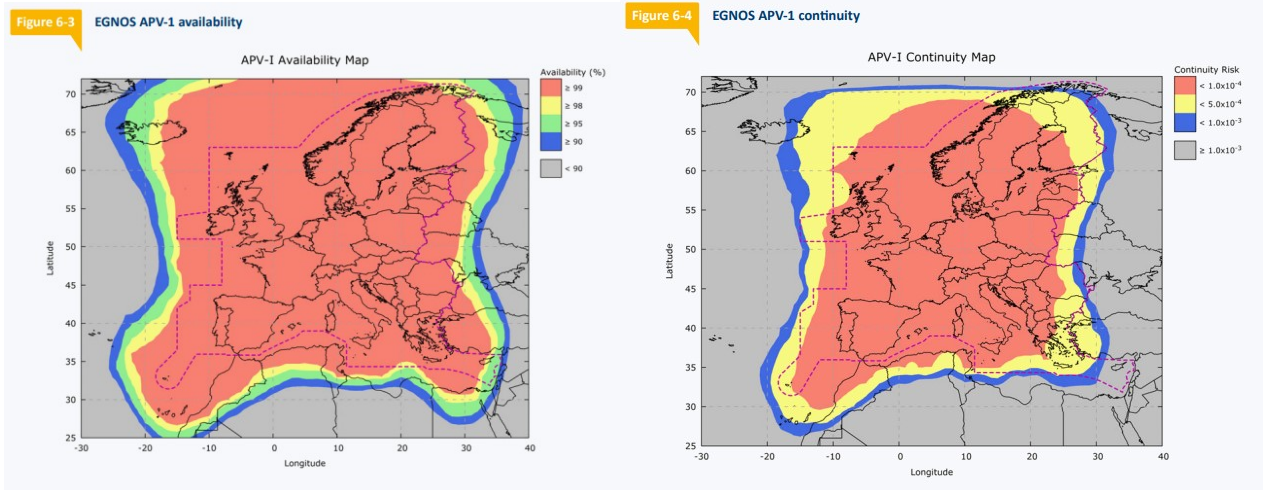 Figure 6-3
EGNOS APV-1 availability
APV-I Availability Map
Availability (%)
≥ 99
≥ 98
≥ 95
≥ 90
< 90
70
65
60
55
50
45
40
35
30
25
Latitude
-30
-20
-10
0
10
20
30
40
Longitude
Figure 6-4
EGNOS APV-1 continuity
APV-I Continuity Map
Continuity Risk
< 1.0x10⁻⁴
< 5.0x10⁻⁴
< 1.0x10⁻³
≥ 1.0x10⁻³
70
65
60
55
50
45
40
35
30
25
Latitude
-30
-20
-10
0
10
20
30
40
Longitude